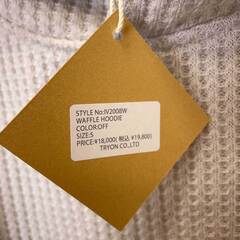 STYLE No:IV2008W
WAFFLE HOODIE
COLOR:OFF
SIZE:S
PRICE:¥18,000(税込 ¥19,800)
TRYON CO.,LTD